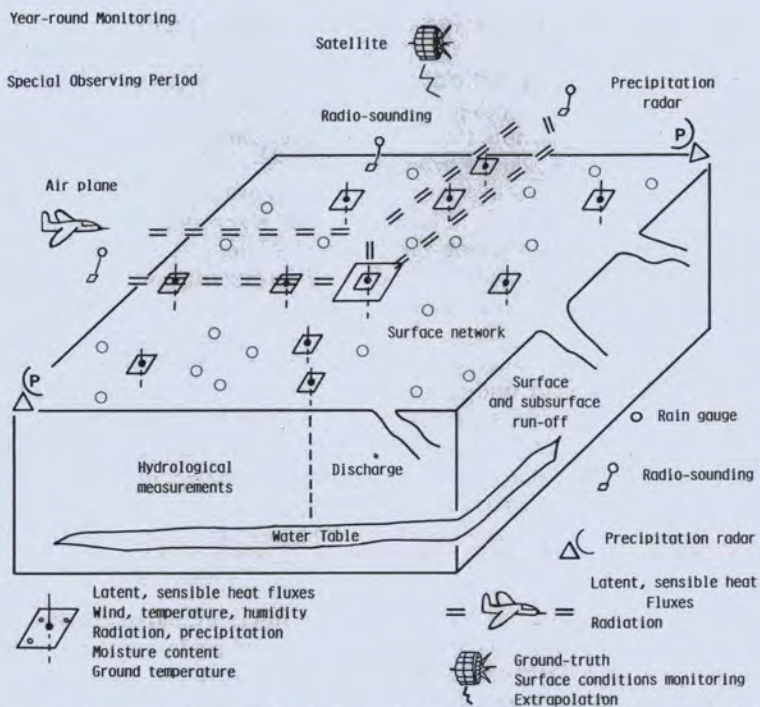 Year-round Monitoring
Satellite
Special Observing Period
Precipitation
radar
Radio-sounding
P
Air plane
Surface network
P
Surface
and subsurface
run-off
Rain gauge
Hydrological
measurements
Discharge
Radio-sounding
Water Table
Precipitation radar
Latent, sensible heat fluxes
Wind, temperature, humidity
Radiation, precipitation
Moisture content
Ground temperature
Latent, sensible heat
Fluxes
Radiation
Ground-truth
Surface conditions monitoring
Extrapolation